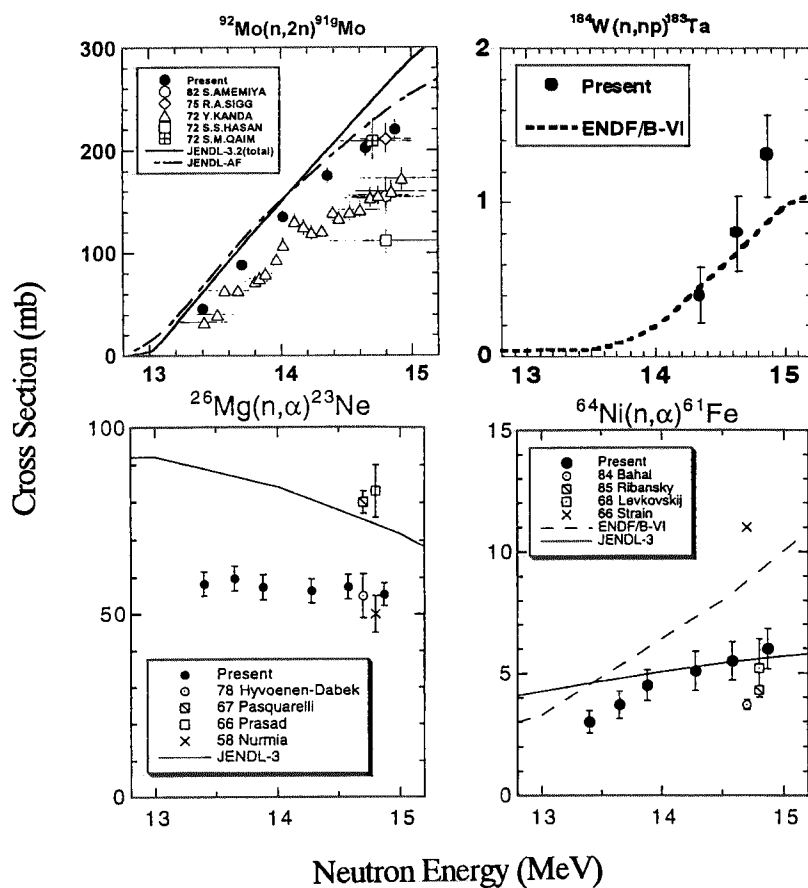 ⁹²Mo(n,2n)⁹¹ᵍMo
300
200
100
0
13
14
15
Present
82 S.AMEMIYA
75 R.A.SIGG
72 Y.KANDA
72 S.S.HASAN
72 S.M.QAIM
JENDL-3.2(total)
JENDL-AF
¹⁸⁴W(n,np)¹⁸³Ta
2
1
0
13
14
15
Present
ENDF/B-VI
Cross Section (mb)
²⁶Mg(n,α)²³Ne
100
50
0
13
14
15
Present
78 Hyvoenen-Dabek
67 Pasquarelli
66 Prasad
58 Nurmia
JENDL-3
⁶⁴Ni(n,α)⁶¹Fe
15
10
5
0
13
14
15
Present
84 Bahal
85 Ribansky
68 Levkovskij
66 Strain
ENDF/B-VI
JENDL-3
Neutron Energy (MeV)